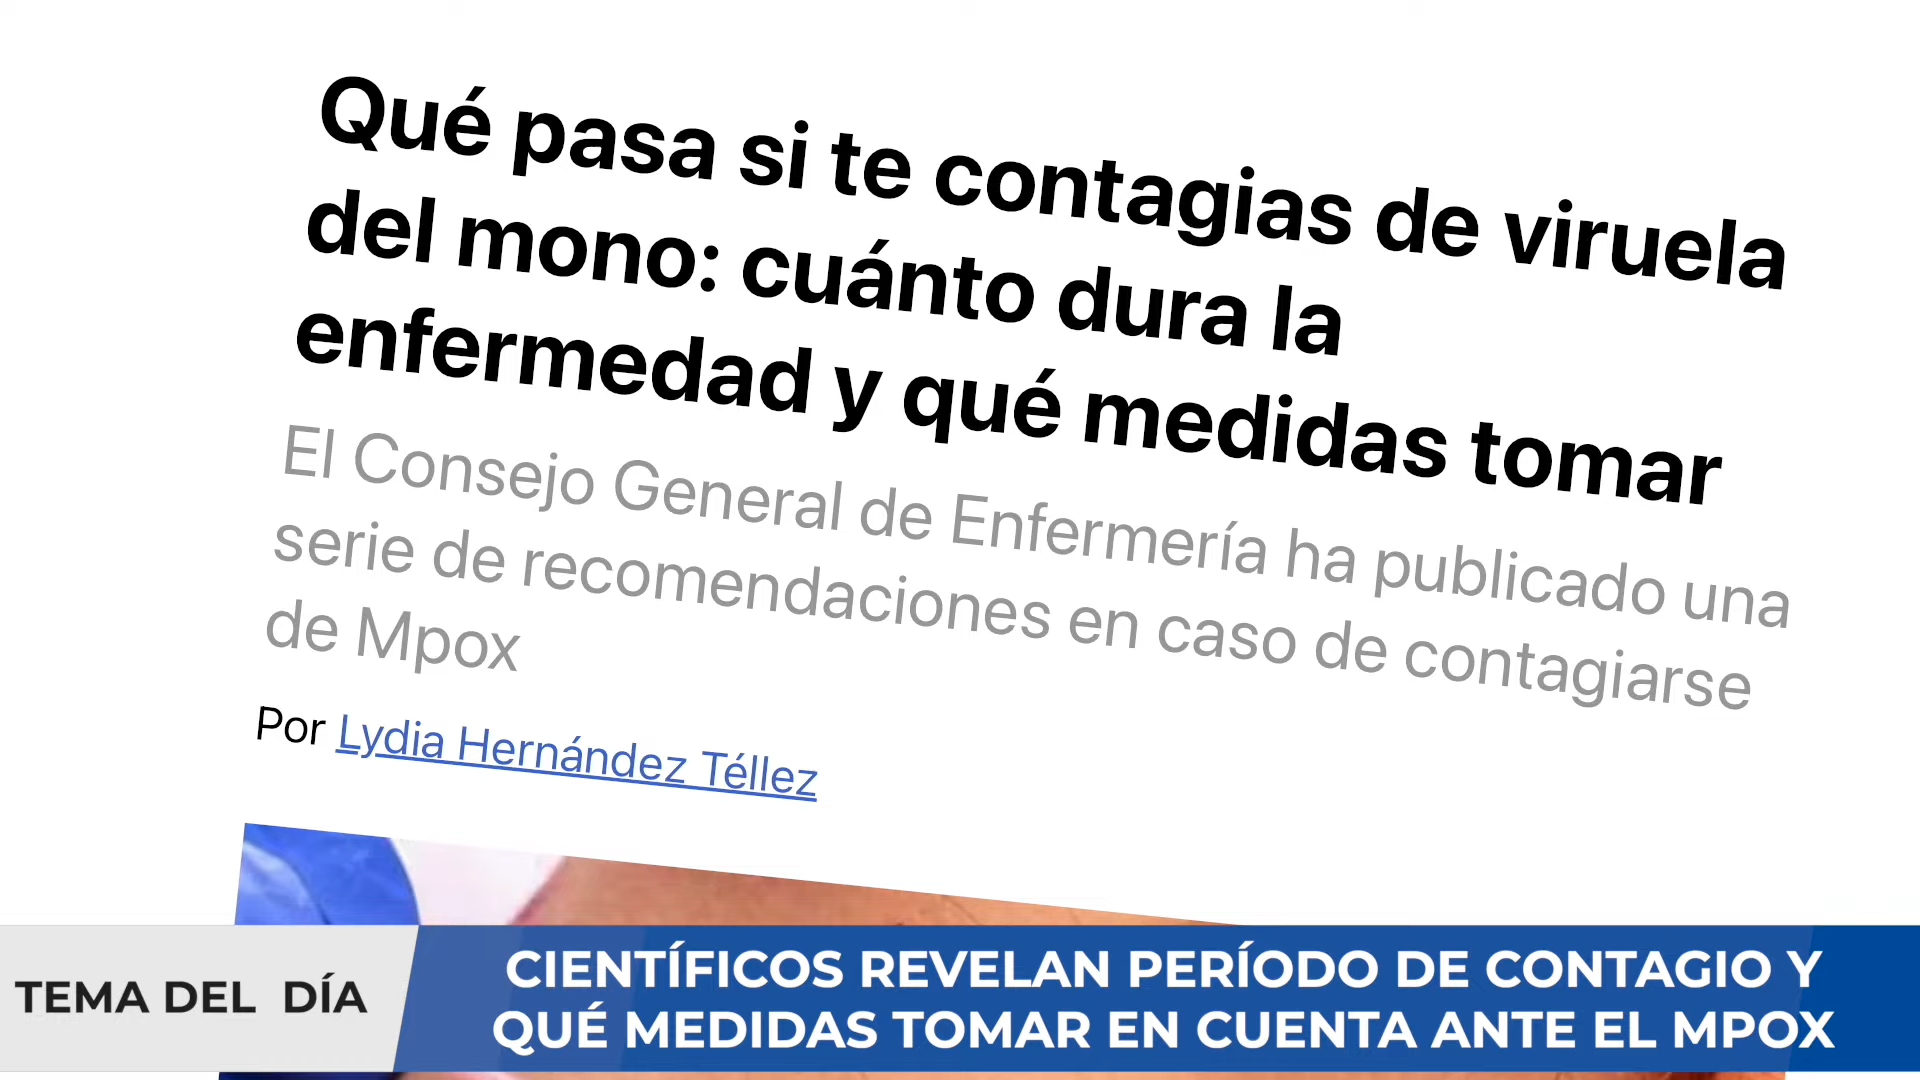 Qué pasa si te contagias de viruela
del mono: cuánto dura la
enfermedad y qué medidas tomar
El Consejo General de Enfermería ha publicado una
serie de recomendaciones en caso de contagiarse
de Mpox
Por Lydia Hernández Téllez
TEMA DEL DÍA
CIENTÍFICOS REVELAN PERÍODO DE CONTAGIO Y
QUÉ MEDIDAS TOMAR EN CUENTA ANTE EL MPOX